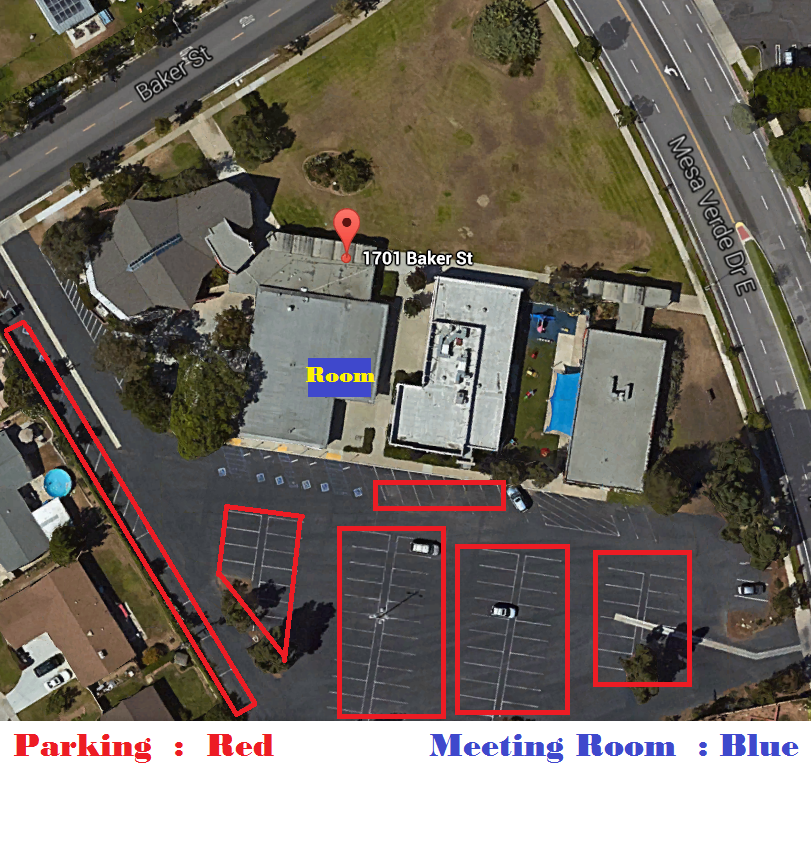 Baker St
Mesa Verde Dr E
1701 Baker St
Room
Parking : Red
Meeting Room : Blue